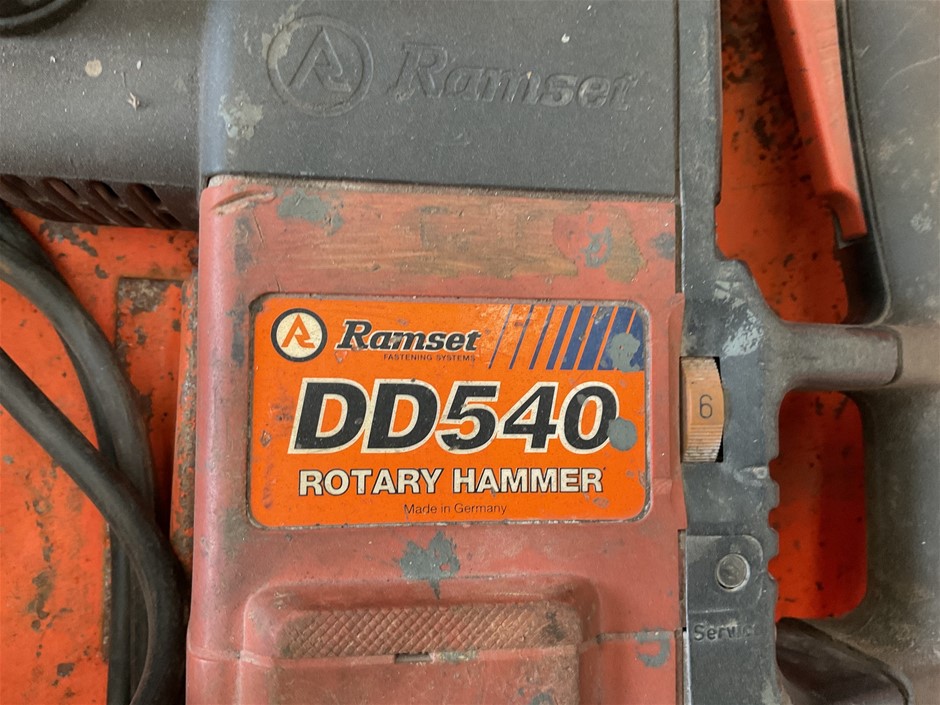 Ramset
Ramset
FASTENING SYSTEMS
DD540
ROTARY HAMMER
Made in Germany
6
Service